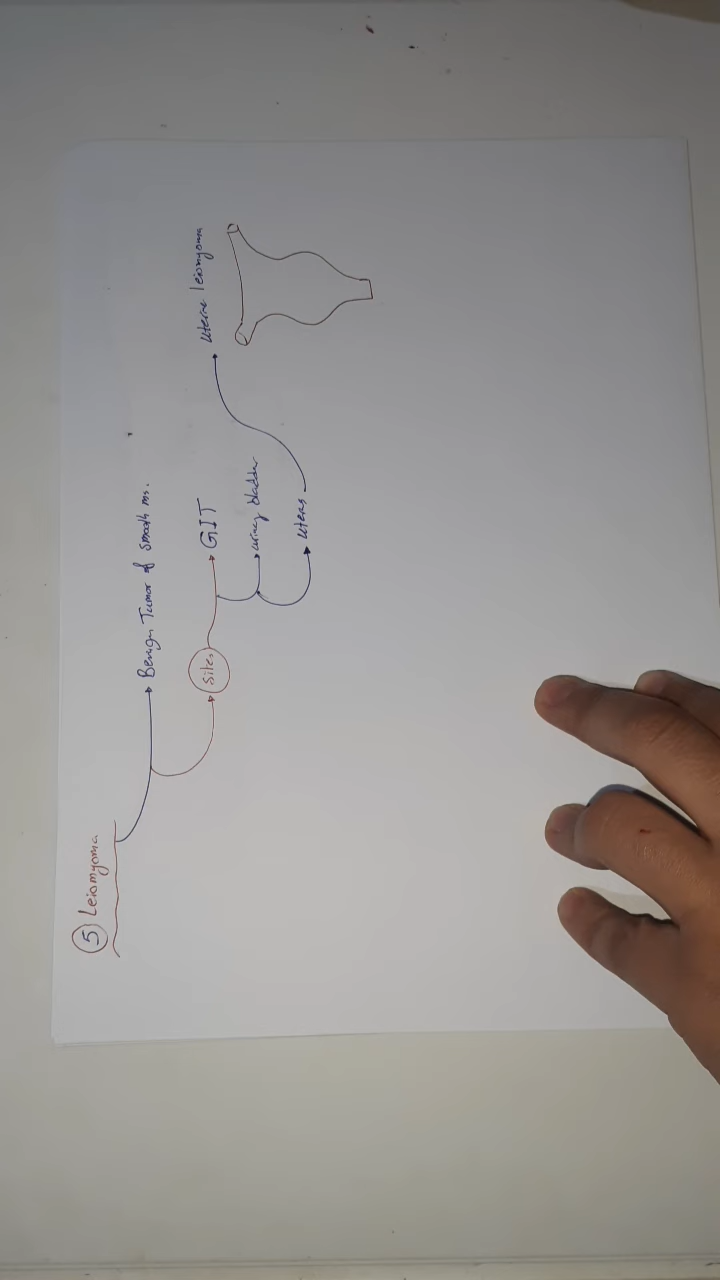 5 Leiomyoma
Benign Tumor of smooth ms.
Sites
GIT
urinary bladder
uterus
uterine leiomyoma